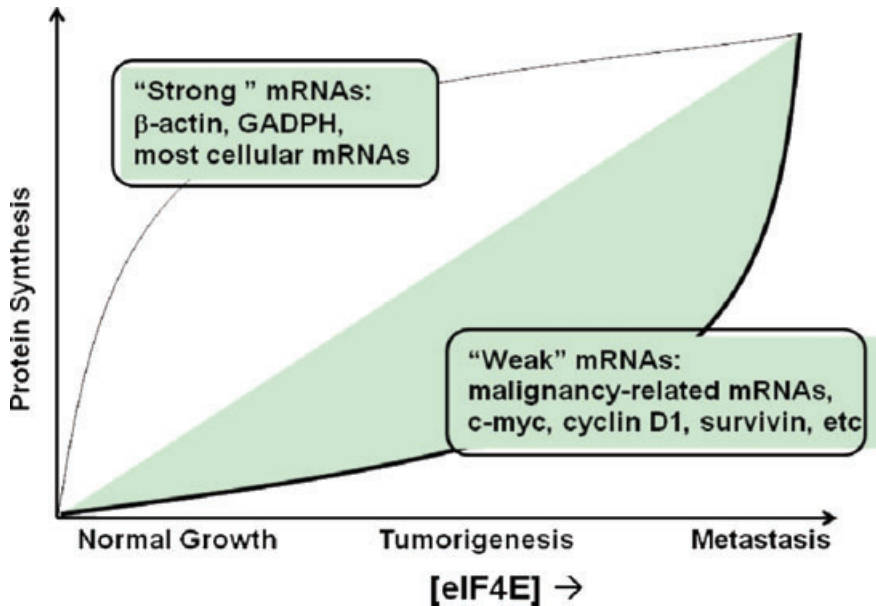 “Strong ” mRNAs:
β-actin, GADPH,
most cellular mRNAs
Protein Synthesis
“Weak” mRNAs:
malignancy-related mRNAs,
c-myc, cyclin D1, survivin, etc
Normal Growth Tumorigenesis Metastasis
[eIF4E] →